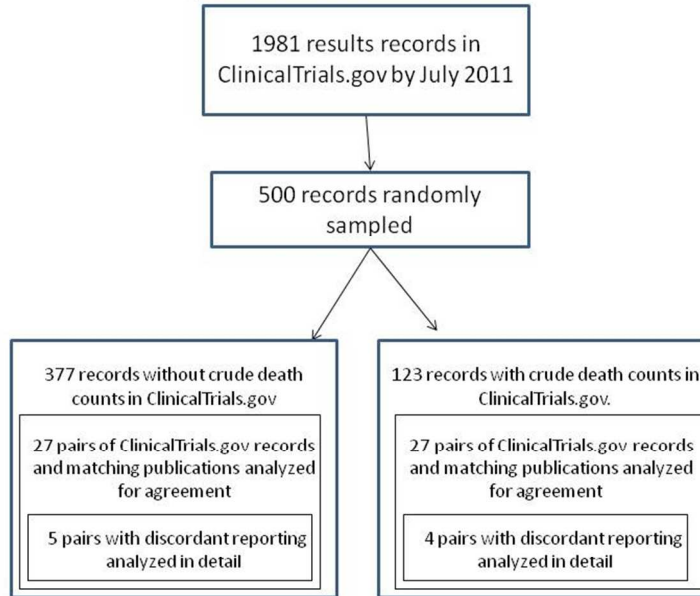 1981 results records in
ClinicalTrials.gov by July 2011
500 records randomly
sampled
377 records without crude death
counts in ClinicalTrials.gov
27 pairs of ClinicalTrials.gov records
and matching publications analyzed
for agreement
5 pairs with discordant reporting
analyzed in detail
123 records with crude death counts in
ClinicalTrials.gov.
27 pairs of ClinicalTrials.gov records
and matching publications analyzed
for agreement
4 pairs with discordant reporting
analyzed in detail